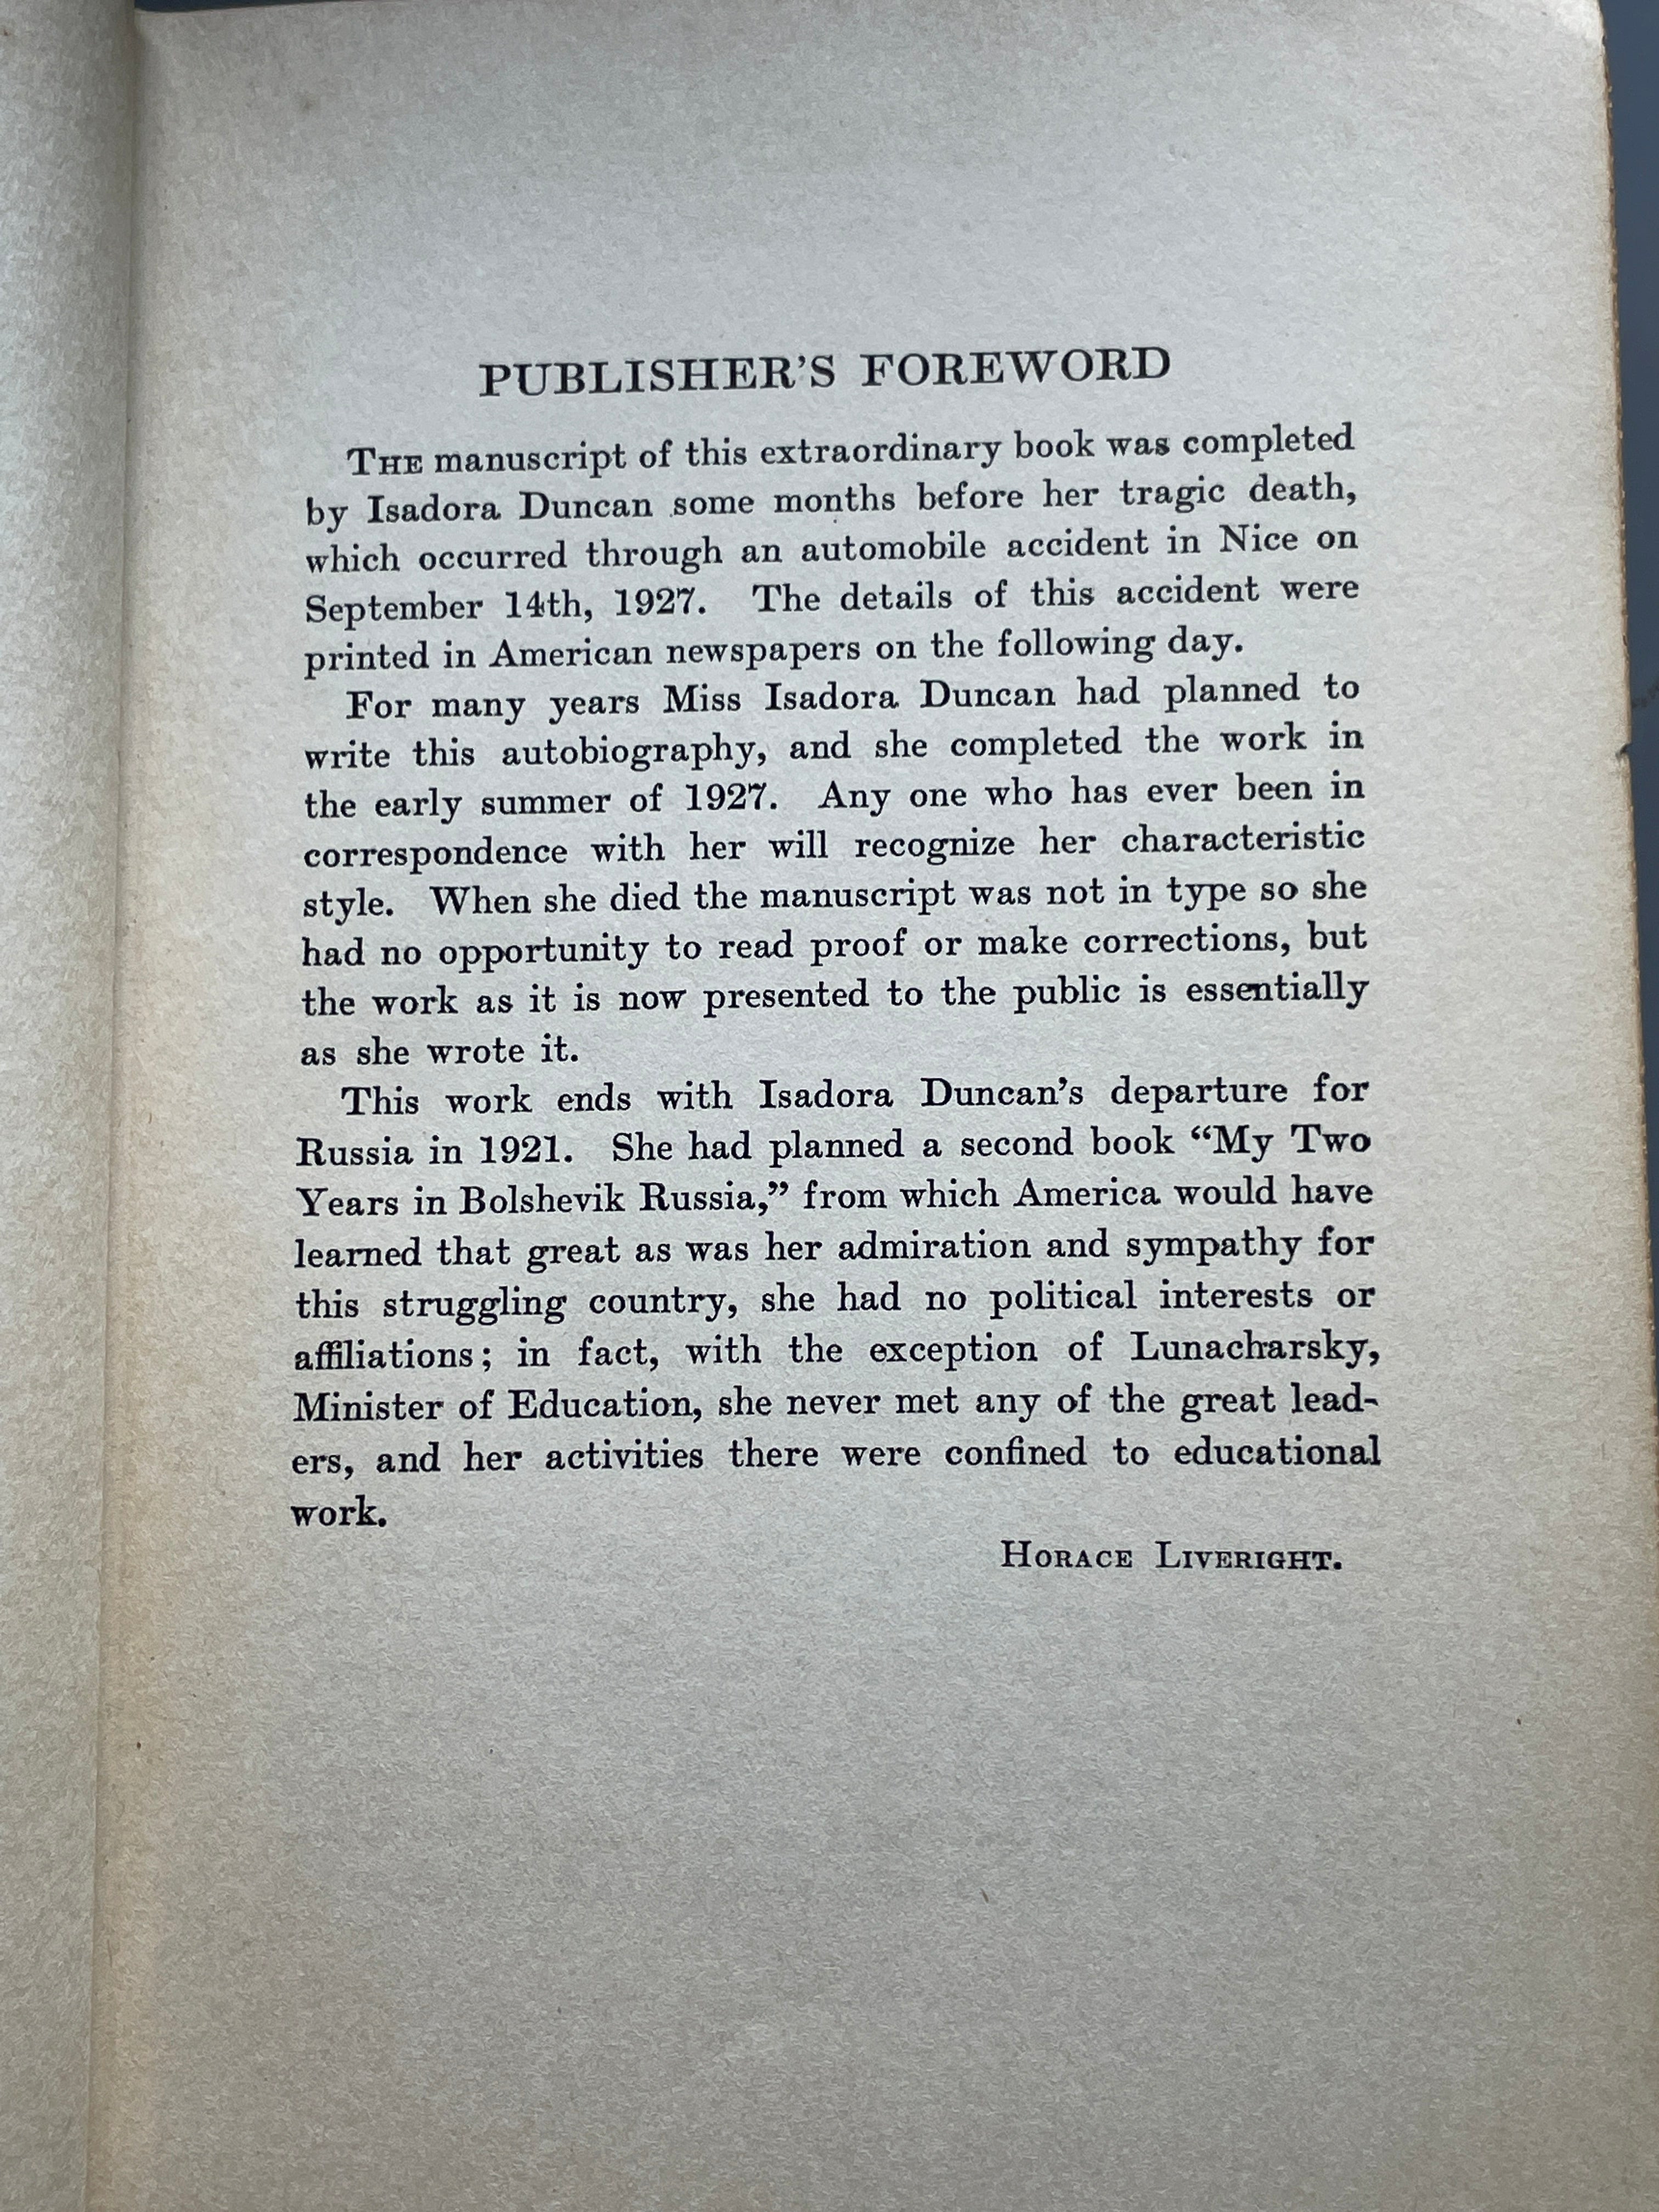 PUBLISHER'S FOREWORD
THE manuscript of this extraordinary book was completed
by Isadora Duncan some months before her tragic death,
which occurred through an automobile accident in Nice on
September 14th, 1927. The details of this accident were
printed in American newspapers on the following day.
For many years Miss Isadora Duncan had planned to
write this autobiography, and she completed the work in
the early summer of 1927. Any one who has ever been in
correspondence with her will recognize her characteristic
style. When she died the manuscript was not in type so she
had no opportunity to read proof or make corrections, but
the work as it is now presented to the public is essentially
as she wrote it.
This work ends with Isadora Duncan's departure for
Russia in 1921. She had planned a second book “My Two
Years in Bolshevik Russia,” from which America would have
learned that great as was her admiration and sympathy for
this struggling country, she had no political interests or
affiliations; in fact, with the exception of Lunacharsky,
Minister of Education, she never met any of the great lead-
ers, and her activities there were confined to educational
work.
HORACE LIVERIGHT.